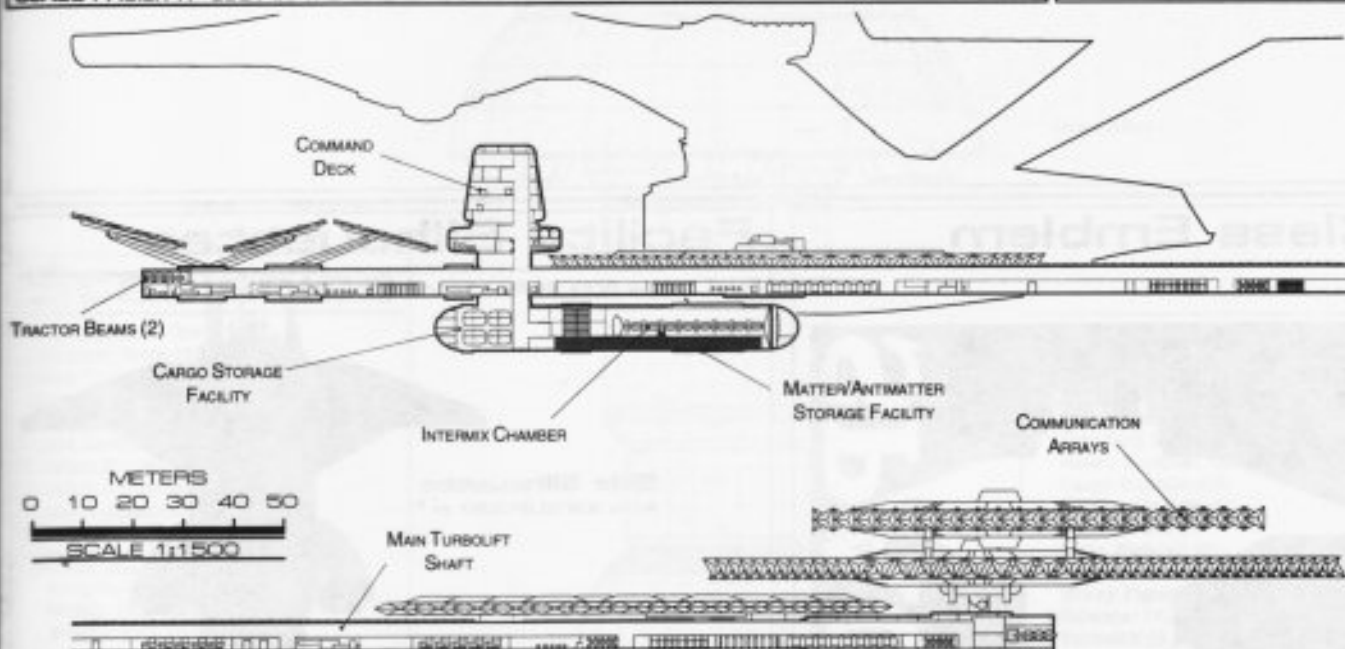 COMMAND
DECK
TRACTOR BEAMS (2)
CARGO STORAGE
FACILITY
INTERMIX CHAMBER
MATTER/ANTIMATTER
STORAGE FACILITY
COMMUNICATION
ARRAYS
METERS
0 10 20 30 40 50
SCALE 1:1500
MAIN TURBOLIFT
SHAFT